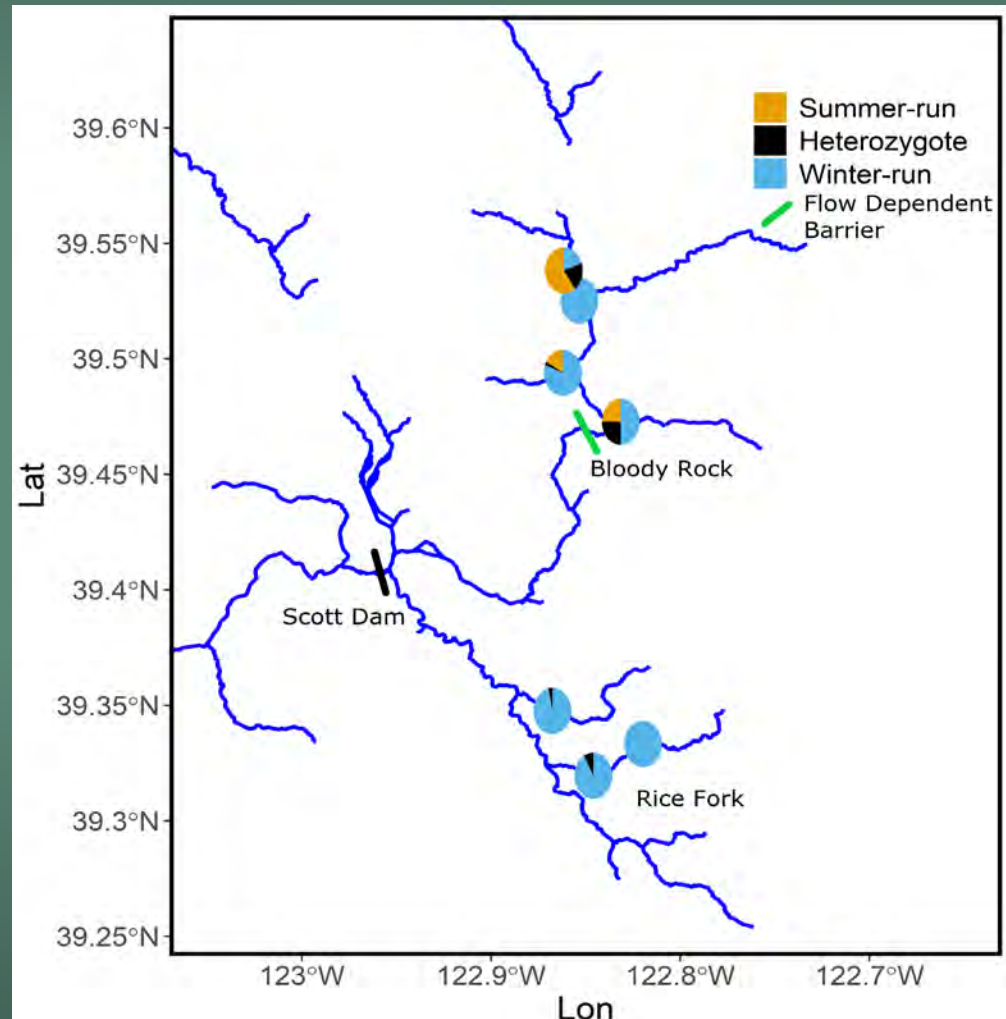 39.6°N
39.55°N
39.5°N
39.45°N
39.4°N
39.35°N
39.3°N
39.25°N
Lat
Summer-run
Heterozygote
Winter-run
Flow Dependent
Barrier
Bloody Rock
Scott Dam
Rice Fork
123°W
122.9°W
122.8°W
122.7°W
Lon